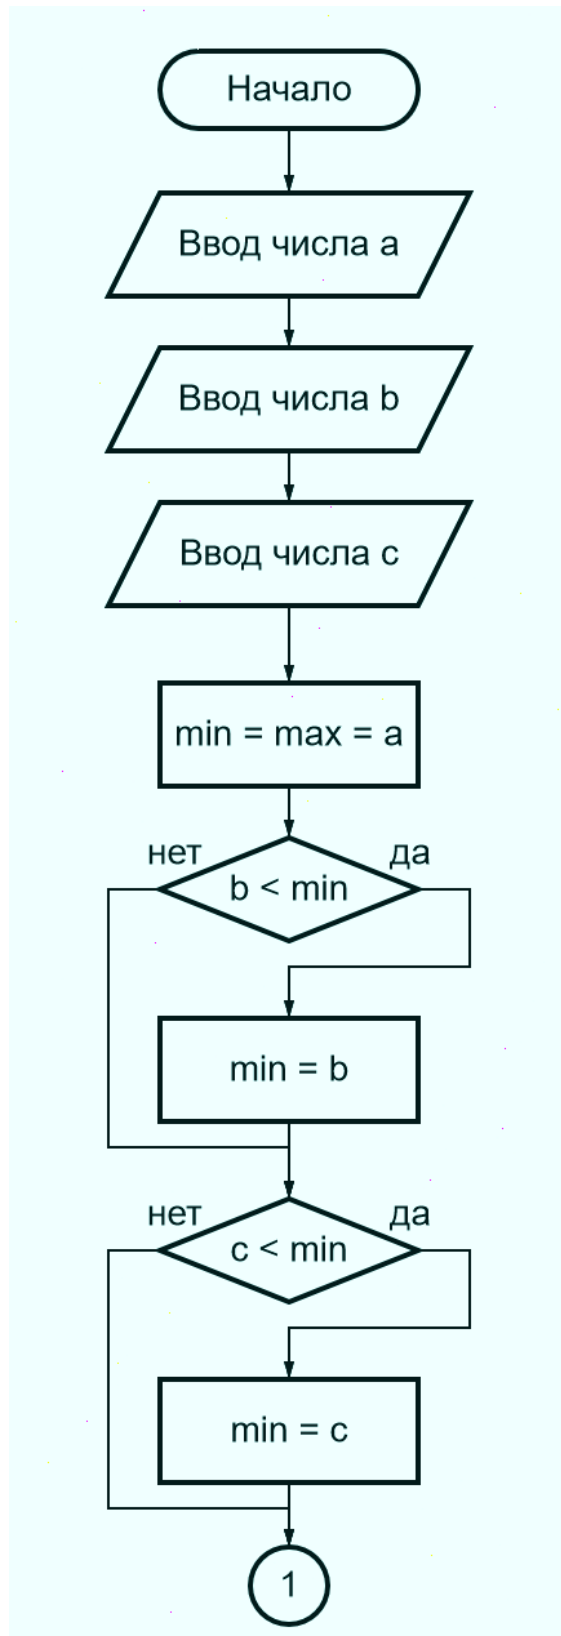 Начало
Ввод числа a
Ввод числа b
Ввод числа c
min = max = a
нет
да
b < min
min = b
нет
да
c < min
min = c
1